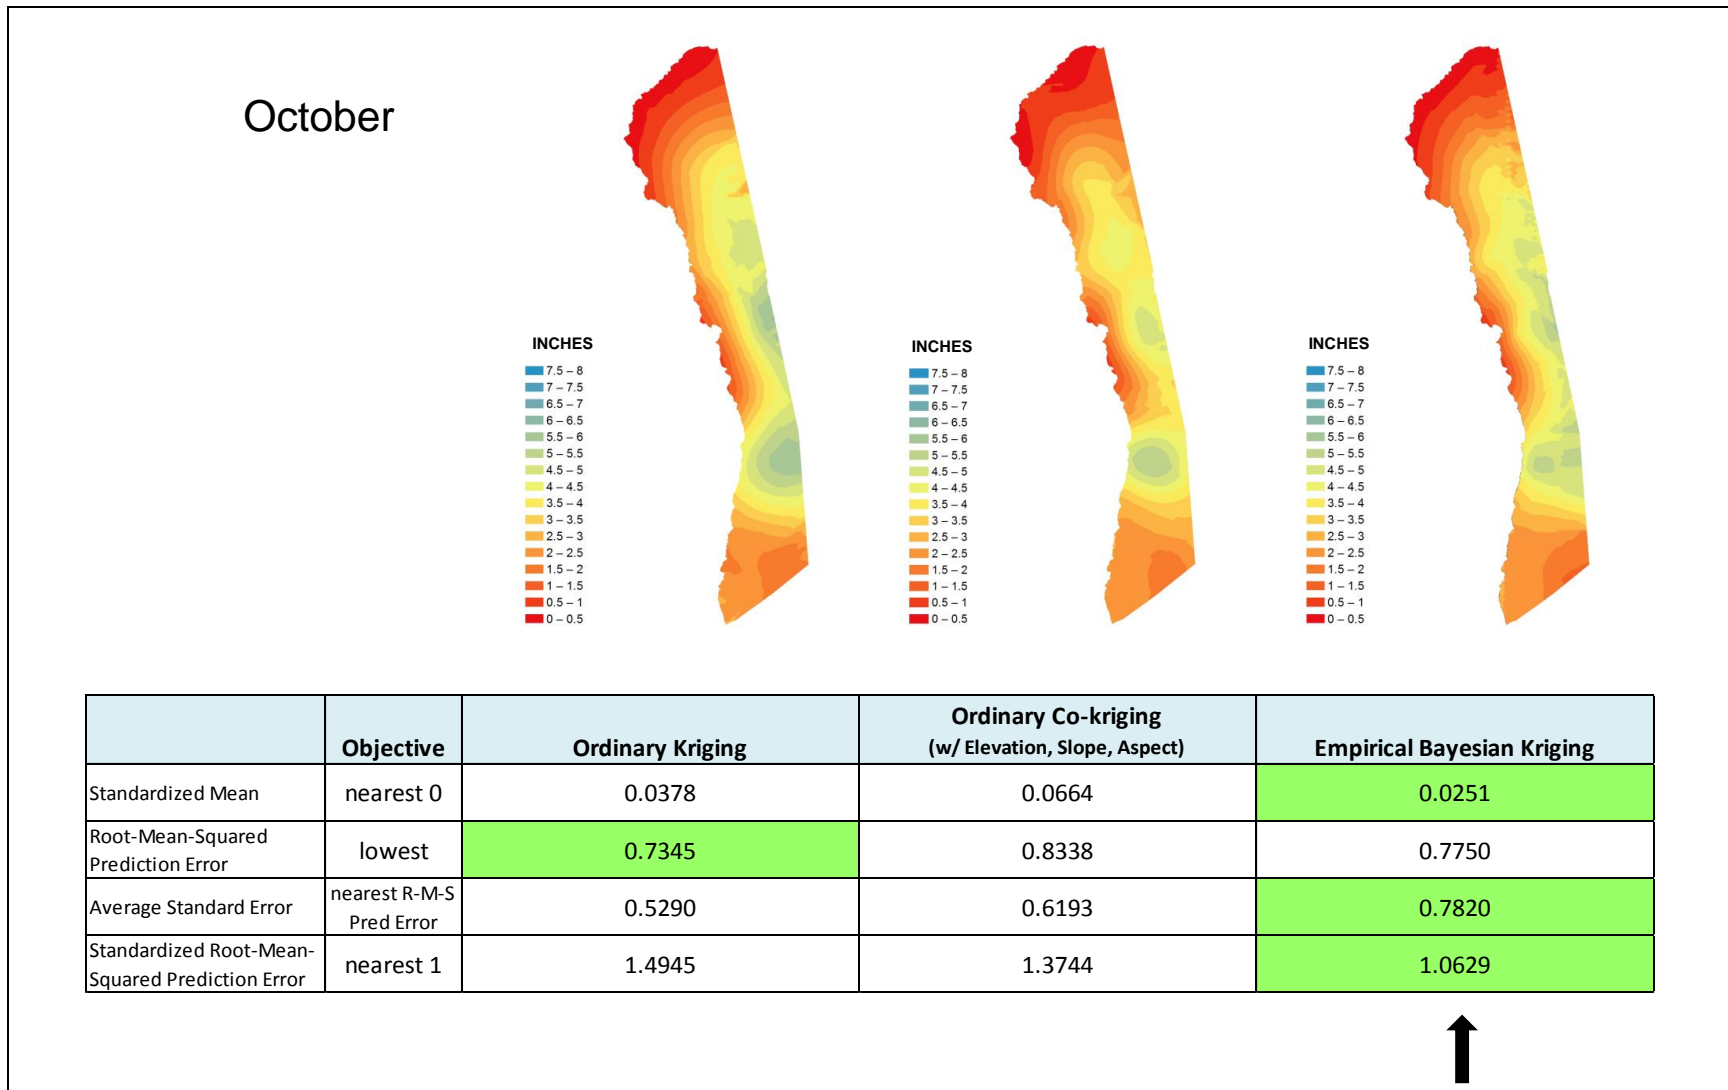 October
INCHES
7.5 – 8
7 – 7.5
6.5 – 7
6 – 6.5
5.5 – 6
5 – 5.5
4.5 – 5
4 – 4.5
3.5 – 4
3 – 3.5
2.5 – 3
2 – 2.5
1.5 – 2
1 – 1.5
0.5 – 1
0 – 0.5
INCHES
7.5 – 8
7 – 7.5
6.5 – 7
6 – 6.5
5.5 – 6
5 – 5.5
4.5 – 5
4 – 4.5
3.5 – 4
3 – 3.5
2.5 – 3
2 – 2.5
1.5 – 2
1 – 1.5
0.5 – 1
0 – 0.5
INCHES
7.5 – 8
7 – 7.5
6.5 – 7
6 – 6.5
5.5 – 6
5 – 5.5
4.5 – 5
4 – 4.5
3.5 – 4
3 – 3.5
2.5 – 3
2 – 2.5
1.5 – 2
1 – 1.5
0.5 – 1
0 – 0.5
Objective
Ordinary Kriging
Ordinary Co-kriging
(w/ Elevation, Slope, Aspect)
Empirical Bayesian Kriging
Standardized Mean
nearest 0
0.0378
0.0664
0.0251
Root-Mean-Squared
Prediction Error
lowest
0.7345
0.8338
0.7750
Average Standard Error
nearest R-M-S
Pred Error
0.5290
0.6193
0.7820
Standardized Root-Mean-
Squared Prediction Error
nearest 1
1.4945
1.3744
1.0629